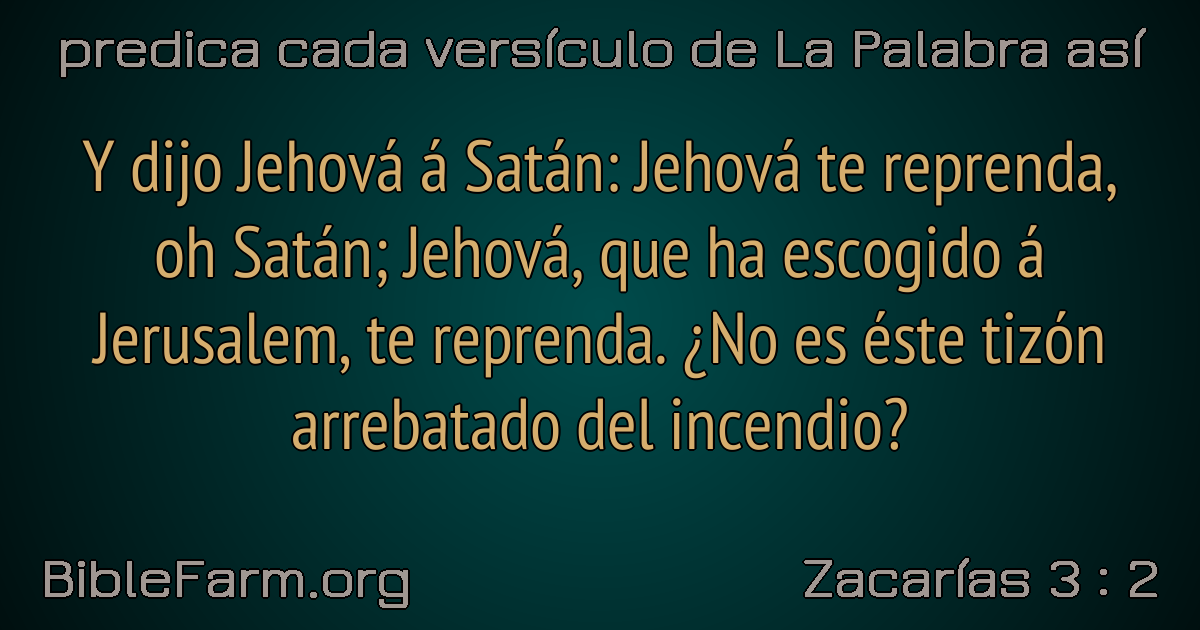 predica cada versículo de La Palabra así
Y dijo Jehová á Satán: Jehová te reprenda,
oh Satán; Jehová, que ha escogido á
Jerusalem, te reprenda. ¿No es éste tizón
arrebatado del incendio?
BibleFarm.org
Zacarías 3 : 2